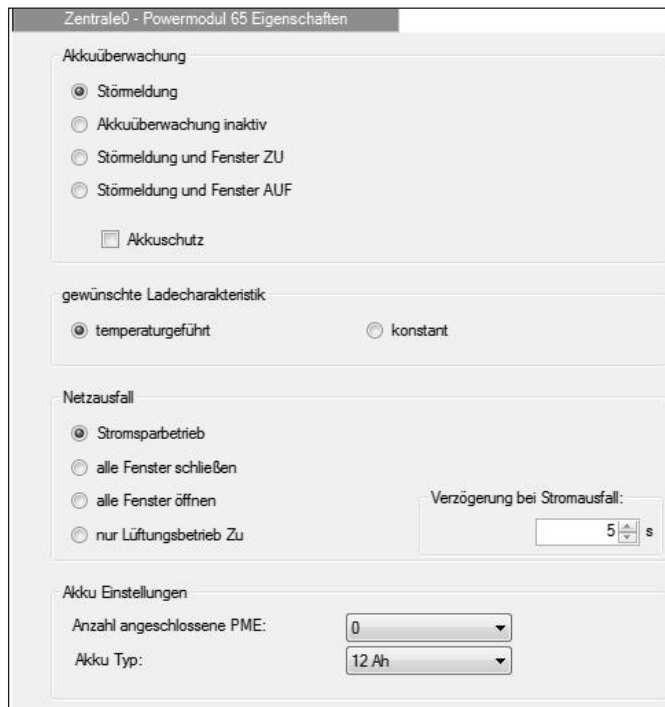 Zentrale0 - Powermodul 65 Eigenschaften
Akkuüberwachung
Störmeldung
Akkuüberwachung inaktiv
Störmeldung und Fenster ZU
Störmeldung und Fenster AUF
Akkuschutz
gewünschte Ladecharakteristik
temperaturgeführt
konstant
Netzausfall
Stromsparbetrieb
alle Fenster schließen
alle Fenster öffnen
nur Lüftungsbetrieb Zu
Verzögerung bei Stromausfall:
5 s
Akku Einstellungen
Anzahl angeschlossene PME: 0
Akku Typ: 12 Ah